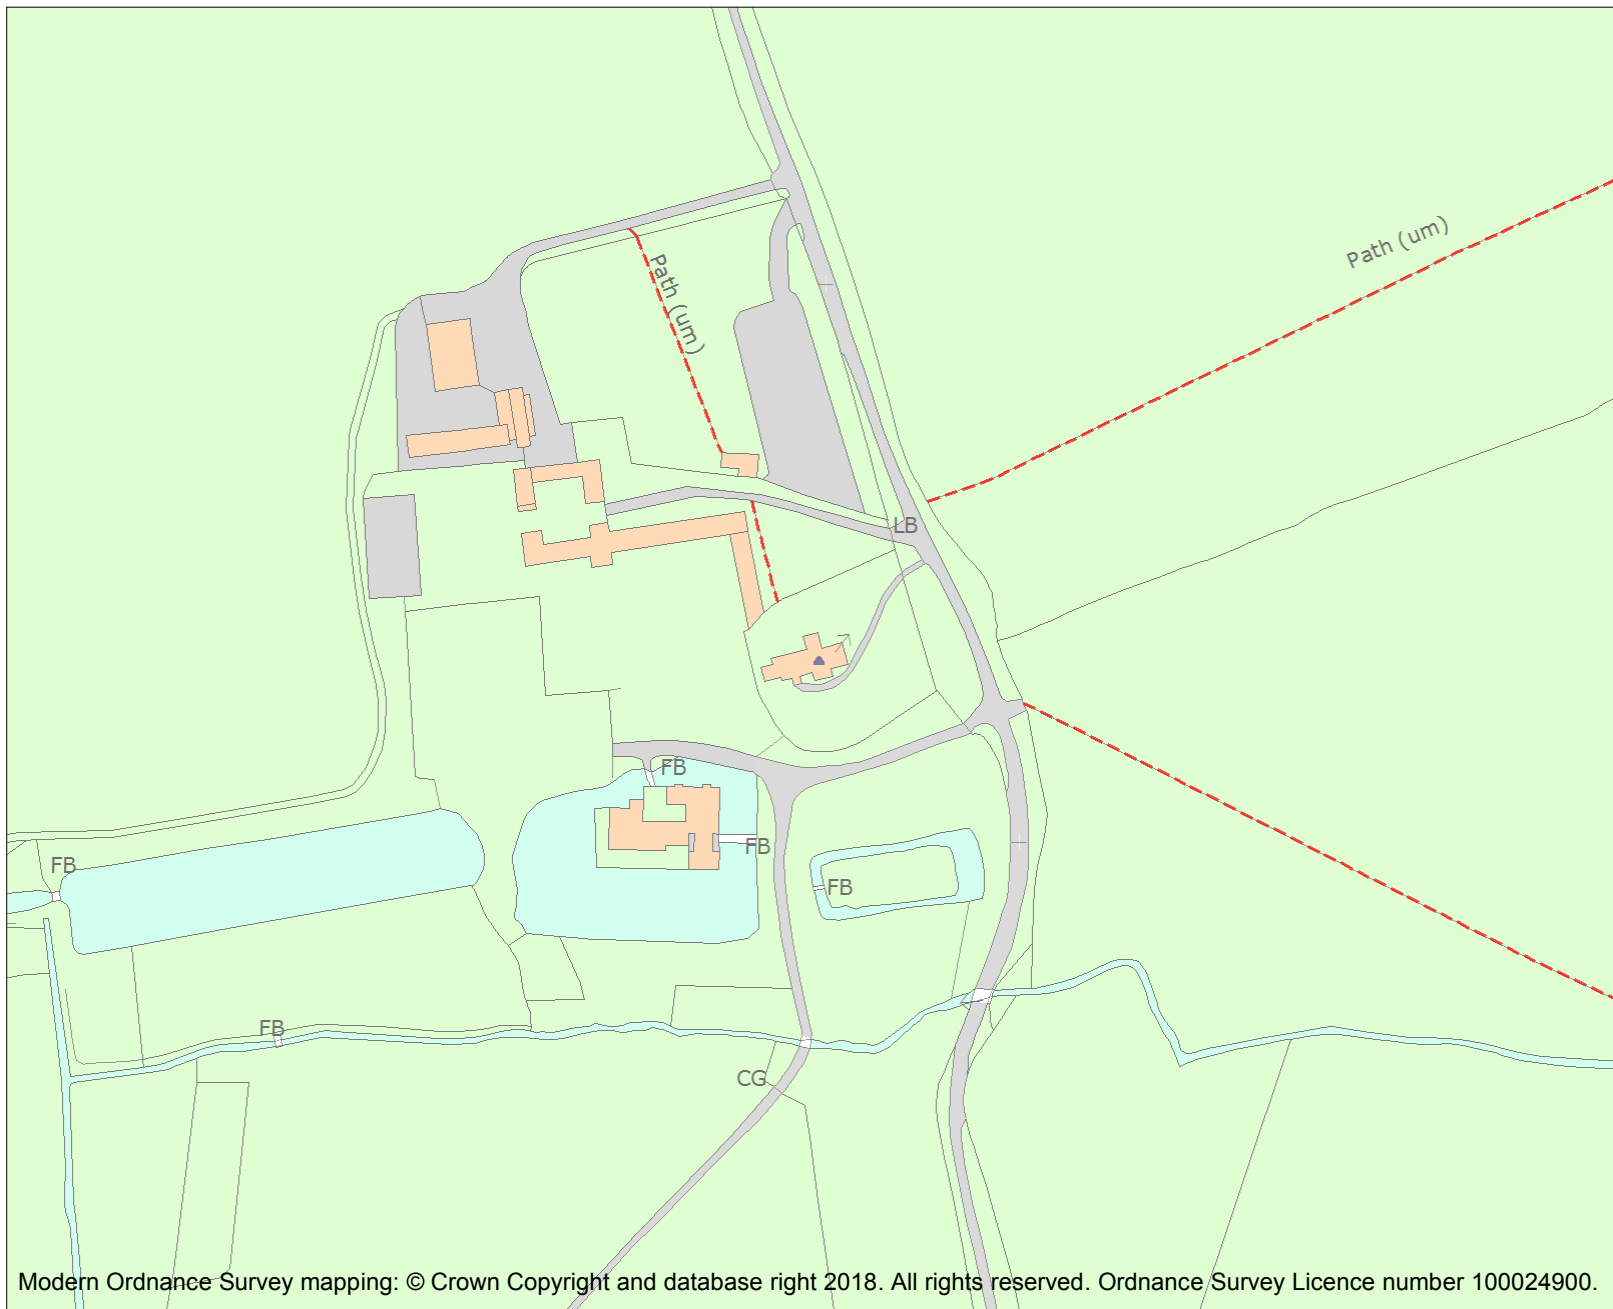 Path (um)
Path (um)
LB
FB
FB
FB
FB
FB
CG
Modern Ordnance Survey mapping: © Crown Copyright and database right 2018. All rights reserved. Ordnance Survey Licence number 100024900.